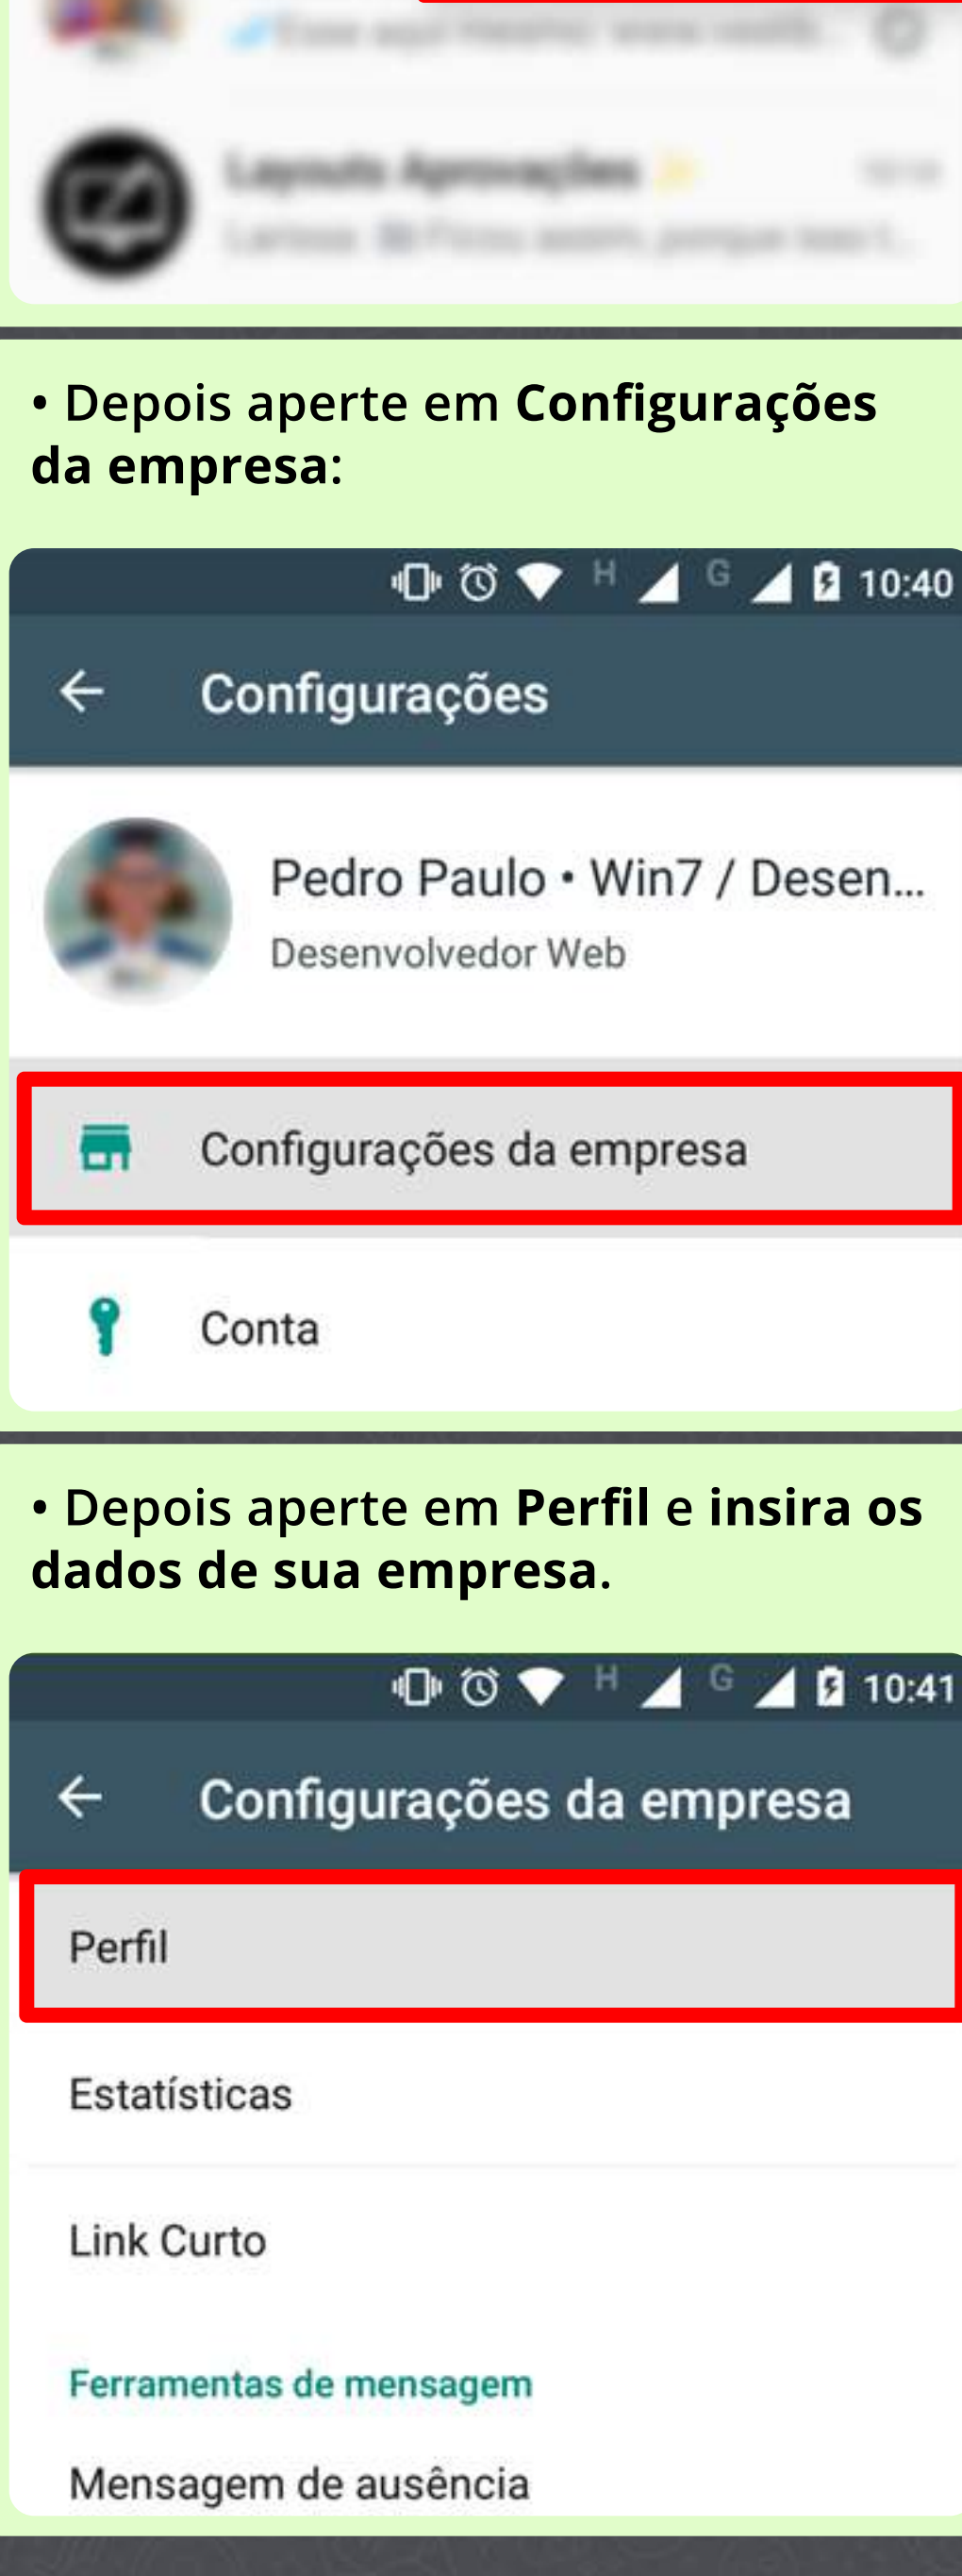 Layouts Aprovações
• Depois aperte em Configurações
da empresa:
H G 10:40
Configurações
Pedro Paulo • Win7 / Desen...
Desenvolvedor Web
Configurações da empresa
Conta
• Depois aperte em Perfil e insira os
dados de sua empresa.
H G 10:41
Configurações da empresa
Perfil
Estatísticas
Link Curto
Ferramentas de mensagem
Mensagem de ausência